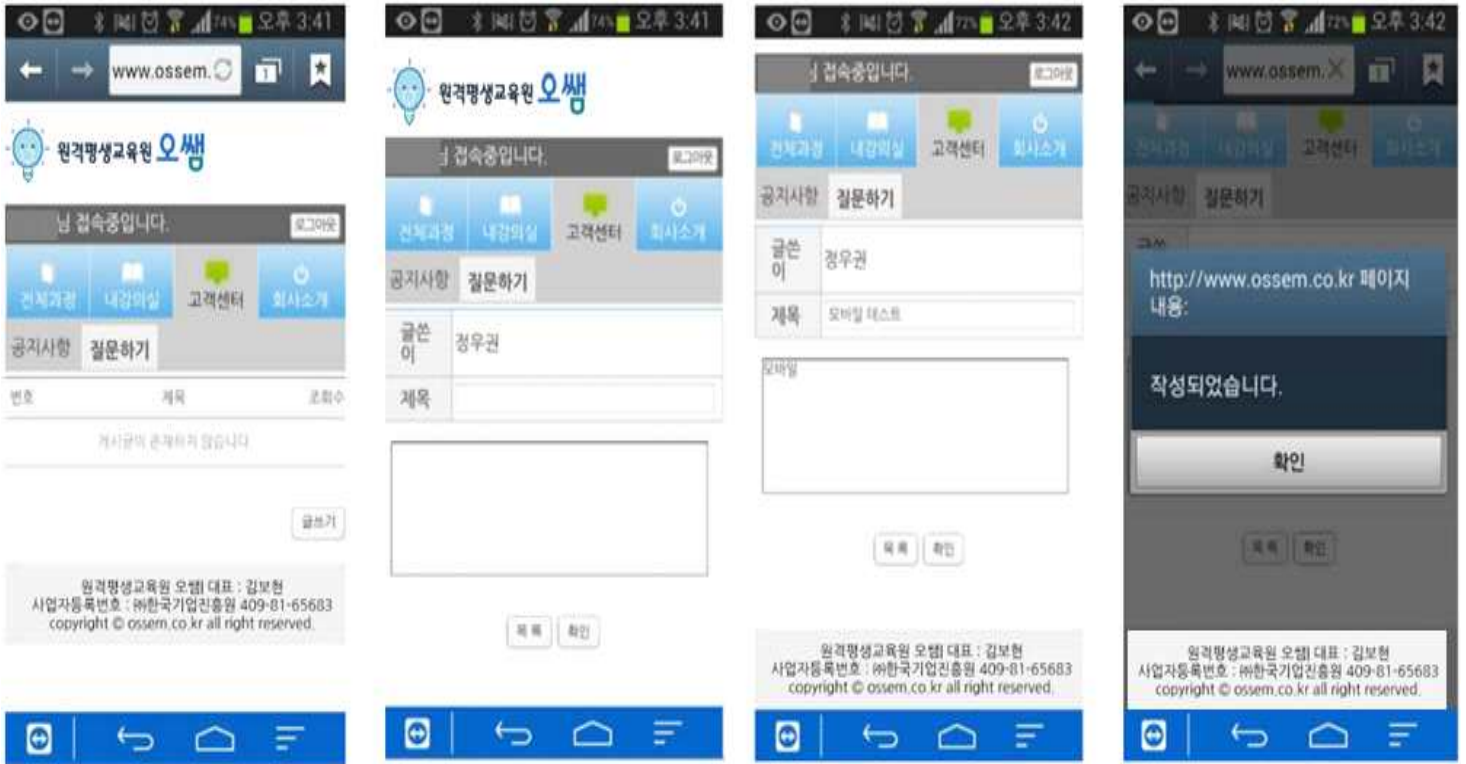 74% 오후 3:41
www.ossem.
1
원격평생교육원 오쌤
님 접속중입니다.
로그아웃
전체과정 내강의실 고객센터 회사소개
공지사항 질문하기
번호 제목 조회수
게시글이 존재하지 않습니다
글쓰기
원격평생교육원 오쌤| 대표 : 김보현
사업자등록번호 : ㈜한국기업진흥원 409-81-65683
copyright © ossem.co.kr all right reserved.
74% 오후 3:41
원격평생교육원 오쌤
접속중입니다.
로그아웃
전체과정 내강의실 고객센터 회사소개
공지사항 질문하기
글쓴
이
정우권
제목
목록 확인
72% 오후 3:42
접속중입니다.
로그아웃
전체과정 내강의실 고객센터 회사소개
공지사항 질문하기
글쓴
이
정우권
제목 모바일 테스트
모바일
목록 확인
원격평생교육원 오쌤| 대표 : 김보현
사업자등록번호 : ㈜한국기업진흥원 409-81-65683
copyright © ossem.co.kr all right reserved.
72% 오후 3:42
www.ossem.
1
전체과정 내강의실 고객센터 회사소개
공지사항 질문하기
http://www.ossem.co.kr 페이지
내용:
작성되었습니다.
확인
목록 확인
원격평생교육원 오쌤| 대표 : 김보현
사업자등록번호 : ㈜한국기업진흥원 409-81-65683
copyright © ossem.co.kr all right reserved.